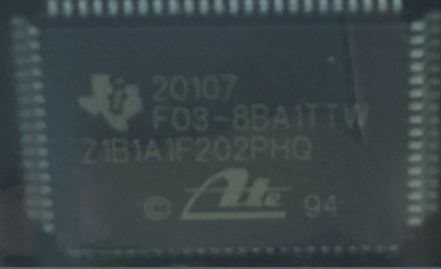 20107
F03-8BA1TTW
Z1B1A1F202PHQ
© Ate 94